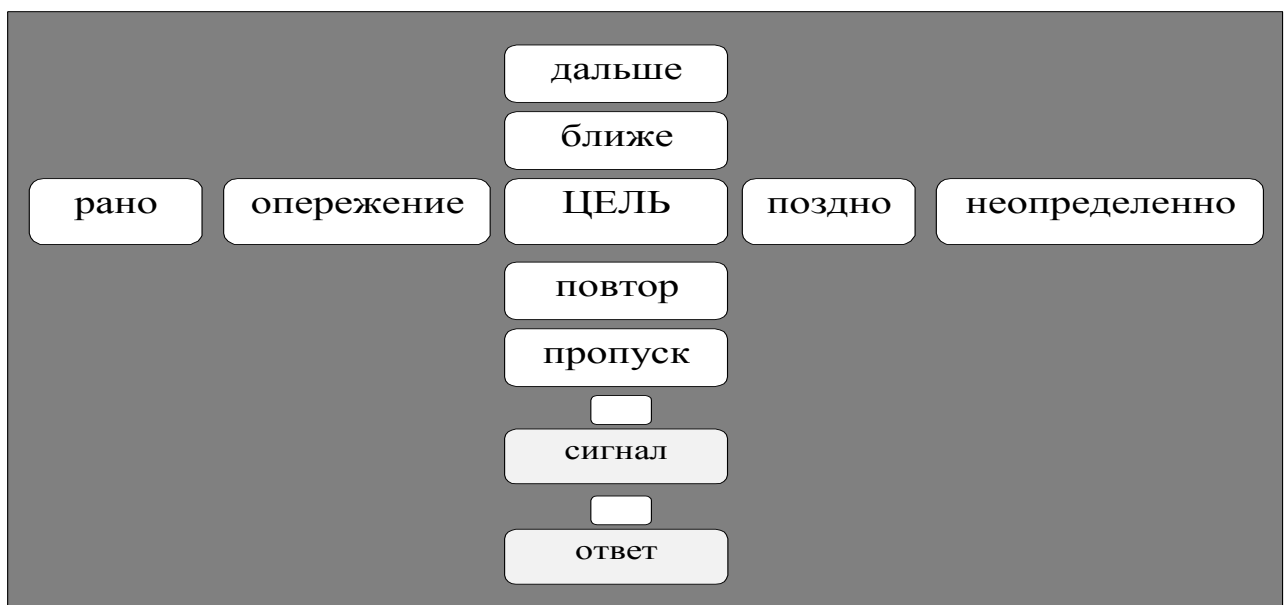 дальше
ближе
рано опережение ЦЕЛЬ поздно неопределенно
повтор
пропуск
сигнал
ответ